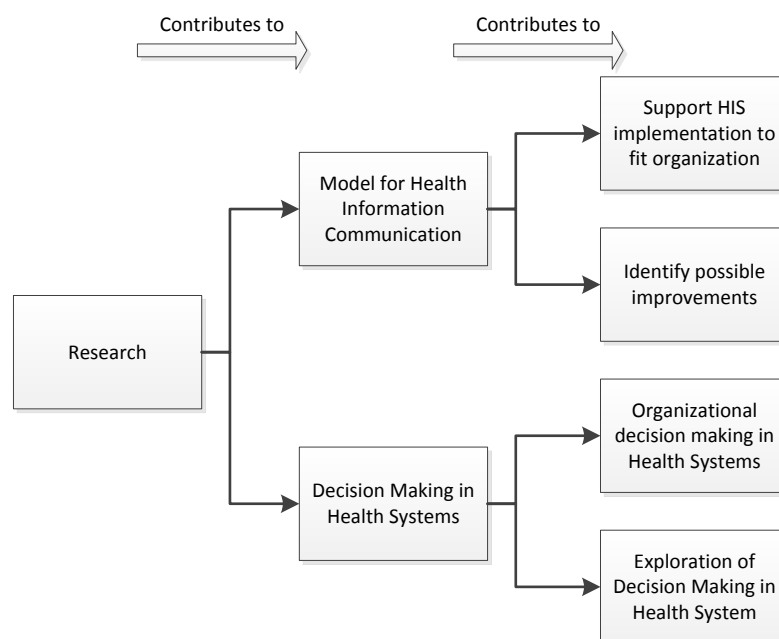 Contributes to
Contributes to
Support HIS
implementation to
fit organization
Model for Health
Information
Communication
Identify possible
improvements
Research
Organizational
decision making in
Health Systems
Decision Making in
Health Systems
Exploration of
Decision Making in
Health System